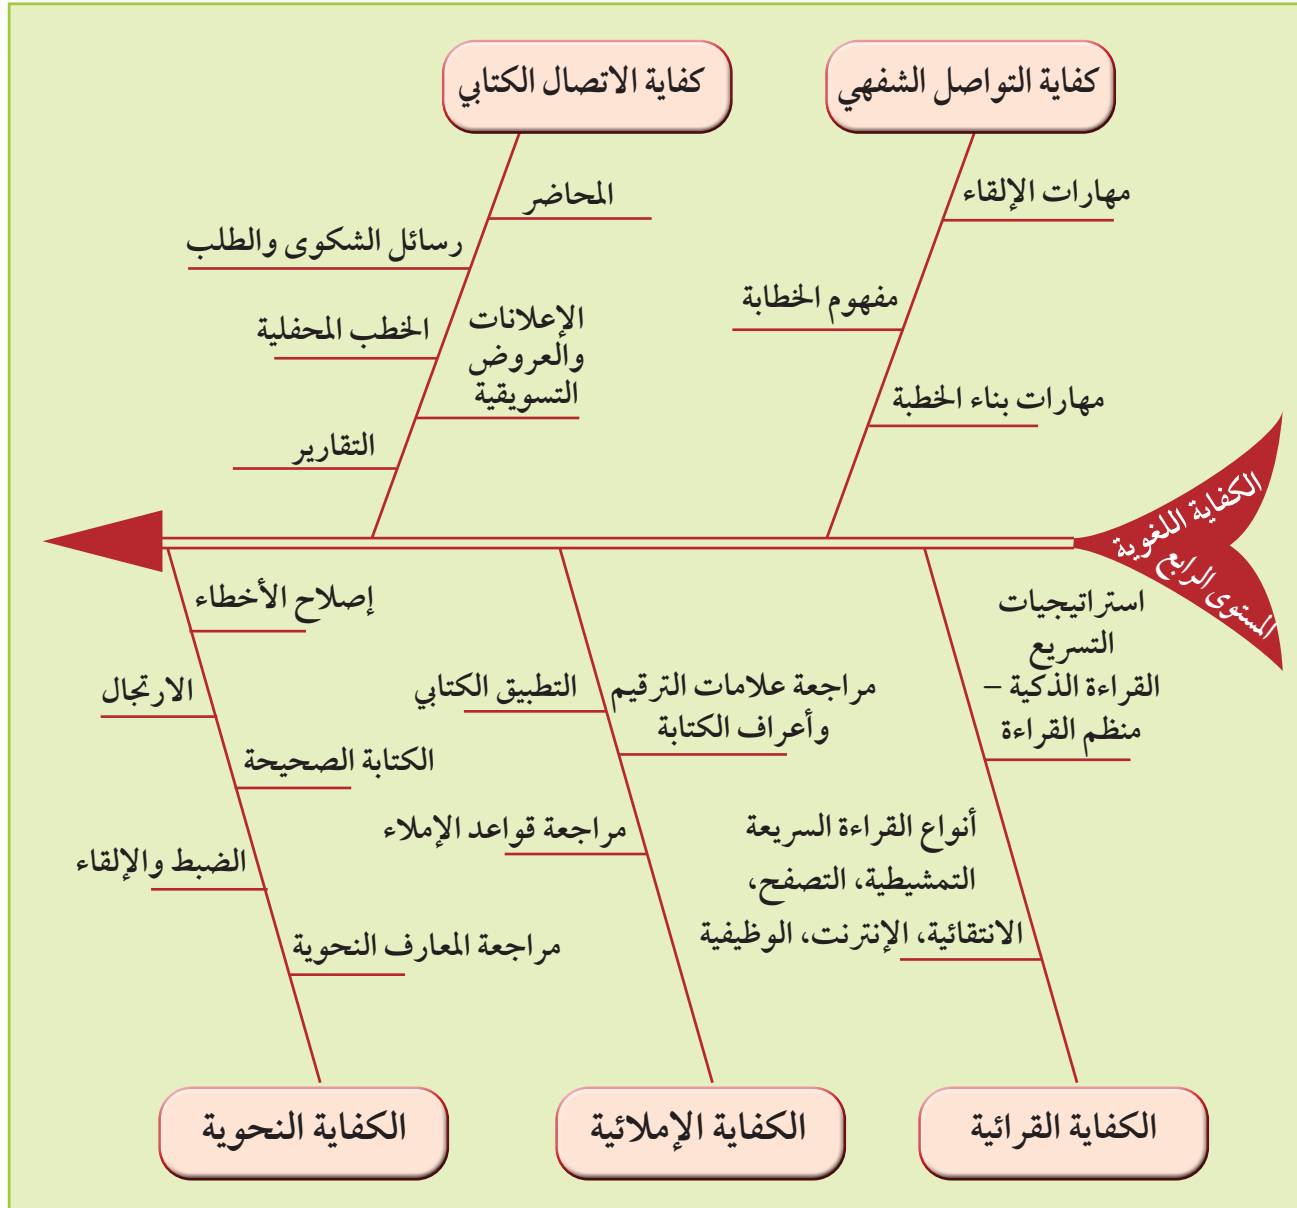 كفاية التواصل الشفهي
مهارات الإلقاء
مفهوم الخطابة
مهارات بناء الخطبة
كفاية الاتصال الكتابي
المحاضر
رسائل الشكوى والطلب
الإعلانات
والعروض
التسويقية
الخطب المحفلية
التقارير
الكفاية اللغوية
المستوى الرابع
استراتيجيات
التسريع
القراءة الذكية –
منظم القراءة
أنواع القراءة السريعة
التمشيطية، التصفح،
الانتقائية، الإنترنت، الوظيفية
الكفاية القرائية
التطبيق الكتابي
مراجعة علامات الترقيم
وأعراف الكتابة
مراجعة قواعد الإملاء
الكفاية الإملائية
إصلاح الأخطاء
الارتجال
الكتابة الصحيحة
الضبط والإلقاء
مراجعة المعارف النحوية
الكفاية النحوية